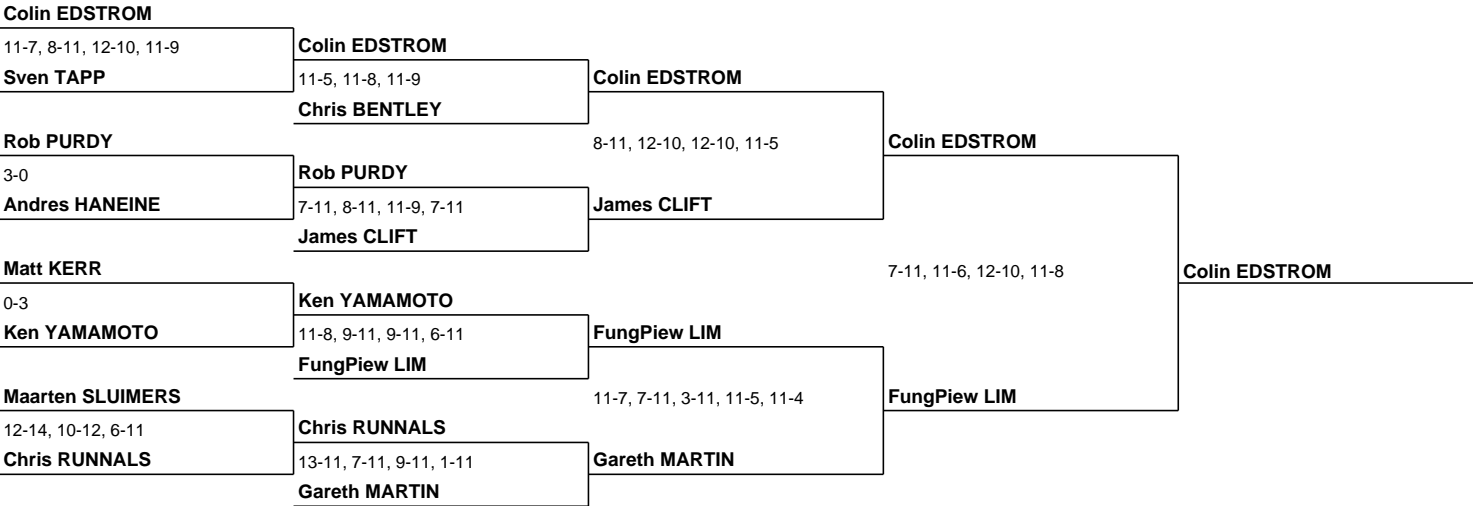 Colin EDSTROM
11-7, 8-11, 12-10, 11-9
Colin EDSTROM
Sven TAPP
11-5, 11-8, 11-9
Colin EDSTROM
Chris BENTLEY
Rob PURDY
8-11, 12-10, 12-10, 11-5
Colin EDSTROM
3-0
Rob PURDY
Andres HANEINE
7-11, 8-11, 11-9, 7-11
James CLIFT
James CLIFT
Matt KERR
7-11, 11-6, 12-10, 11-8
Colin EDSTROM
0-3
Ken YAMAMOTO
Ken YAMAMOTO
11-8, 9-11, 9-11, 6-11
FungPiew LIM
FungPiew LIM
Maarten SLUIMERS
11-7, 7-11, 3-11, 11-5, 11-4
FungPiew LIM
12-14, 10-12, 6-11
Chris RUNNALS
Chris RUNNALS
13-11, 7-11, 9-11, 1-11
Gareth MARTIN
Gareth MARTIN